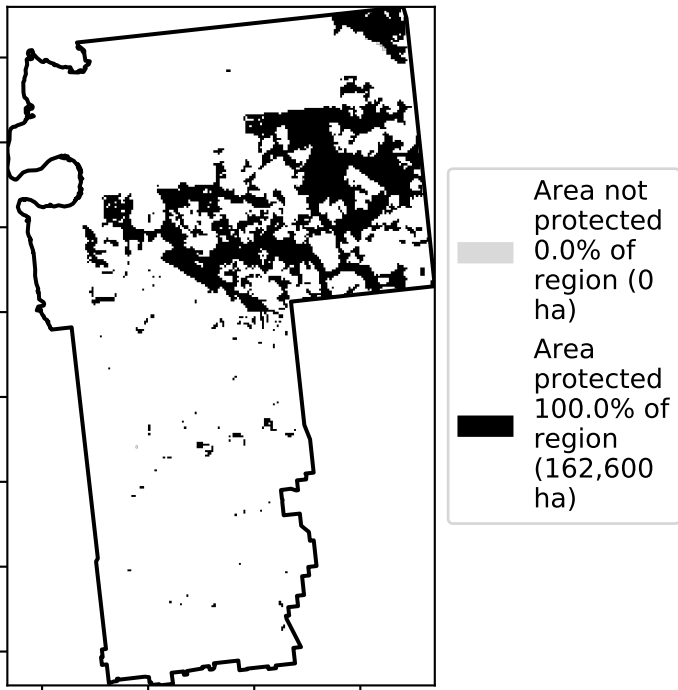 Area not
protected
0.0% of
region (0
ha)
Area
protected
100.0% of
region
(162,600
ha)